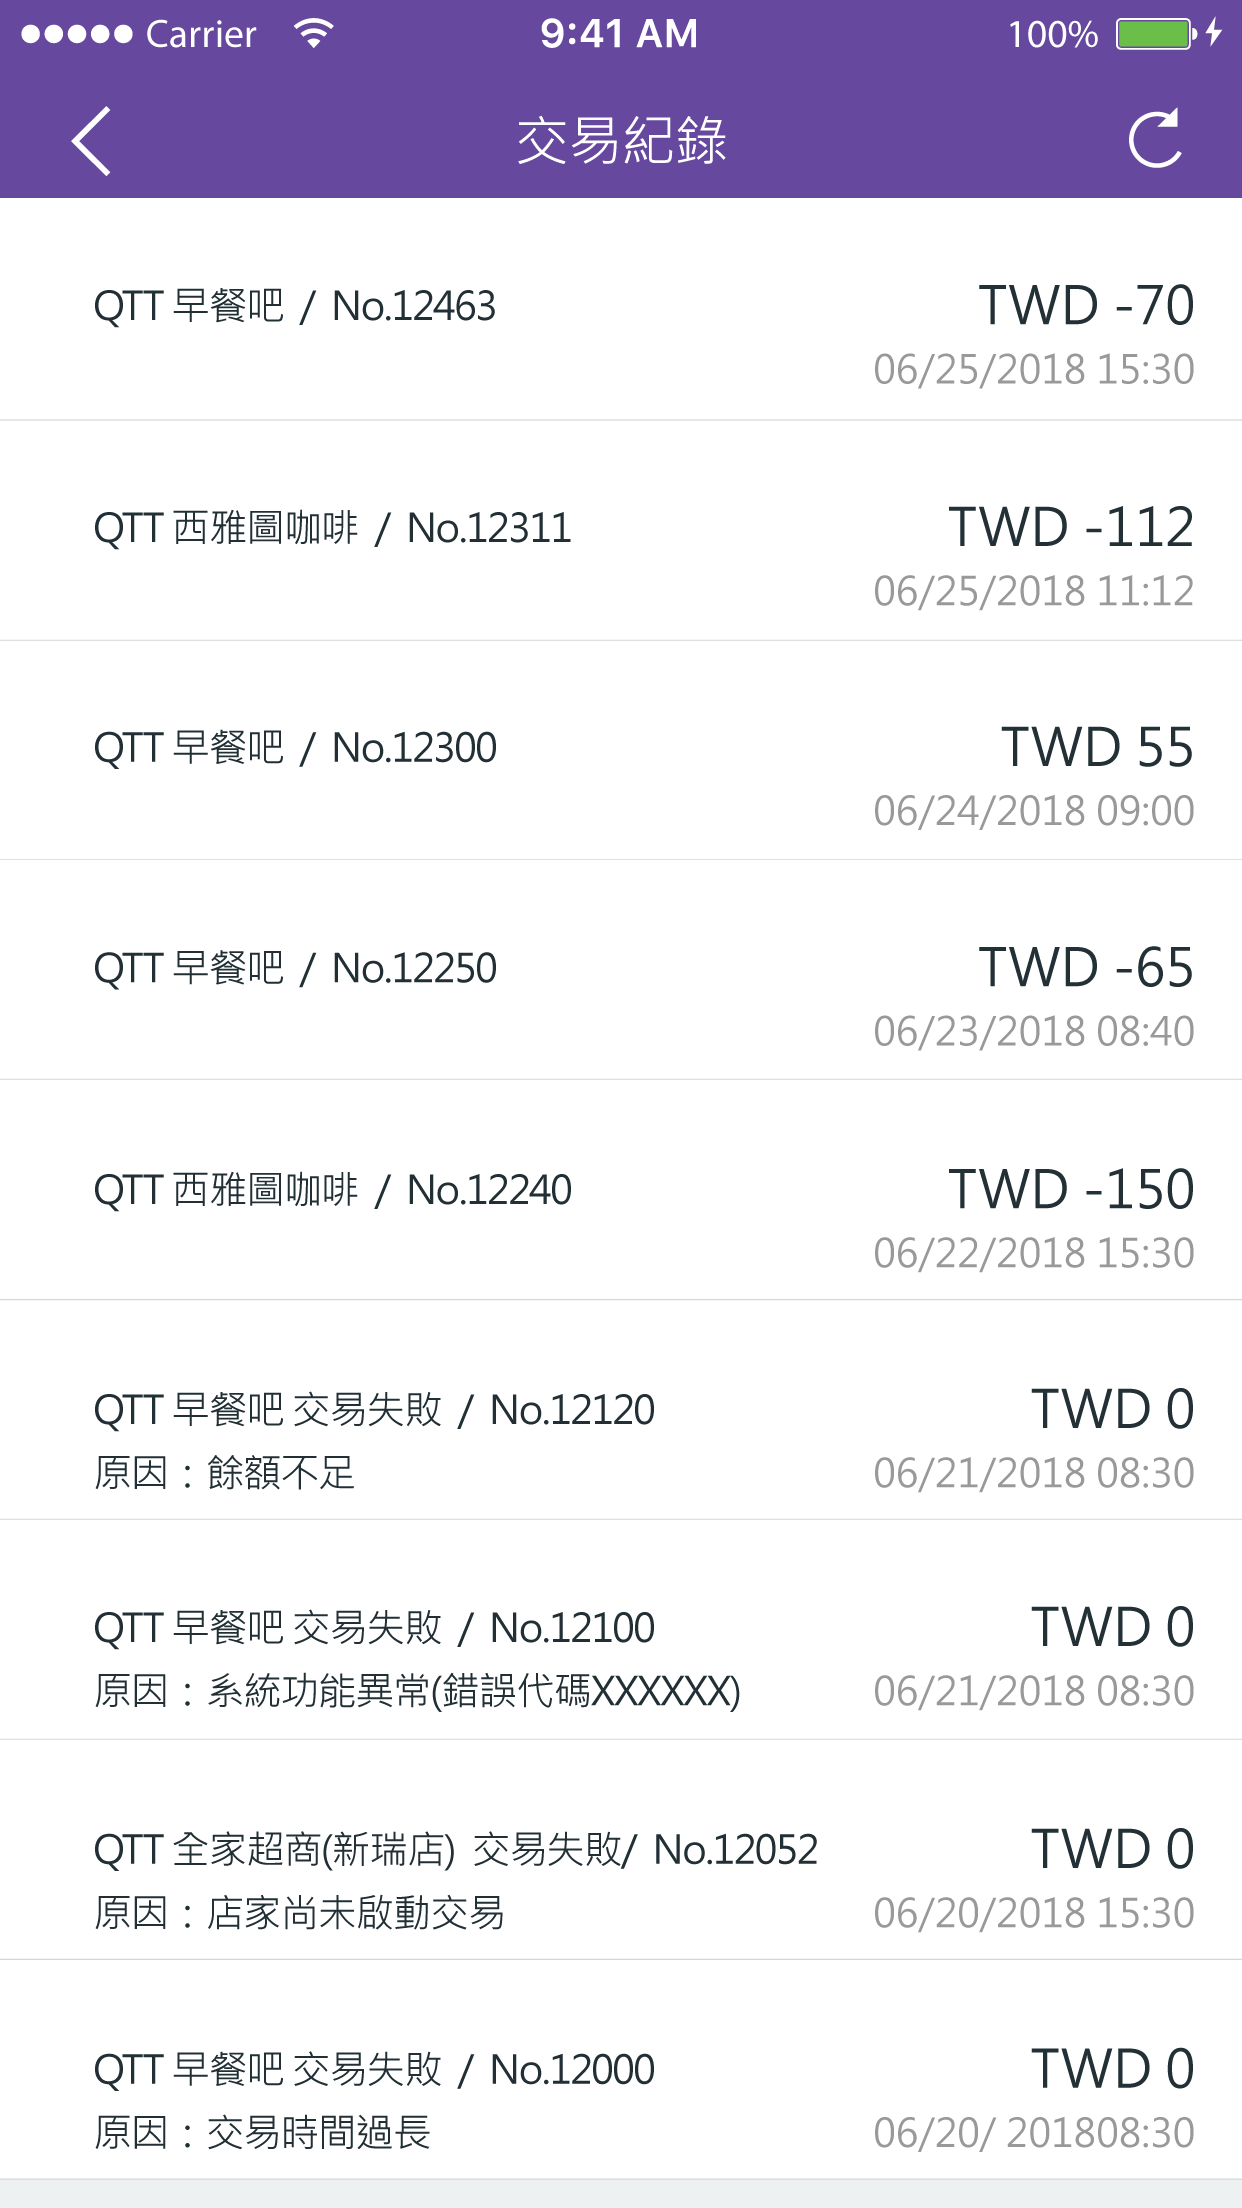 Carrier 9:41 AM 100%
交易紀錄
QTT 早餐吧 / No.12463 TWD -70
06/25/2018 15:30
QTT 西雅圖咖啡 / No.12311 TWD -112
06/25/2018 11:12
QTT 早餐吧 / No.12300 TWD 55
06/24/2018 09:00
QTT 早餐吧 / No.12250 TWD -65
06/23/2018 08:40
QTT 西雅圖咖啡 / No.12240 TWD -150
06/22/2018 15:30
QTT 早餐吧 交易失敗 / No.12120 TWD 0
原因：餘額不足 06/21/2018 08:30
QTT 早餐吧 交易失敗 / No.12100 TWD 0
原因：系統功能異常(錯誤代碼XXXXXX) 06/21/2018 08:30
QTT 全家超商(新瑞店) 交易失敗/ No.12052 TWD 0
原因：店家尚未啟動交易 06/20/2018 15:30
QTT 早餐吧 交易失敗 / No.12000 TWD 0
原因：交易時間過長 06/20/ 201808:30